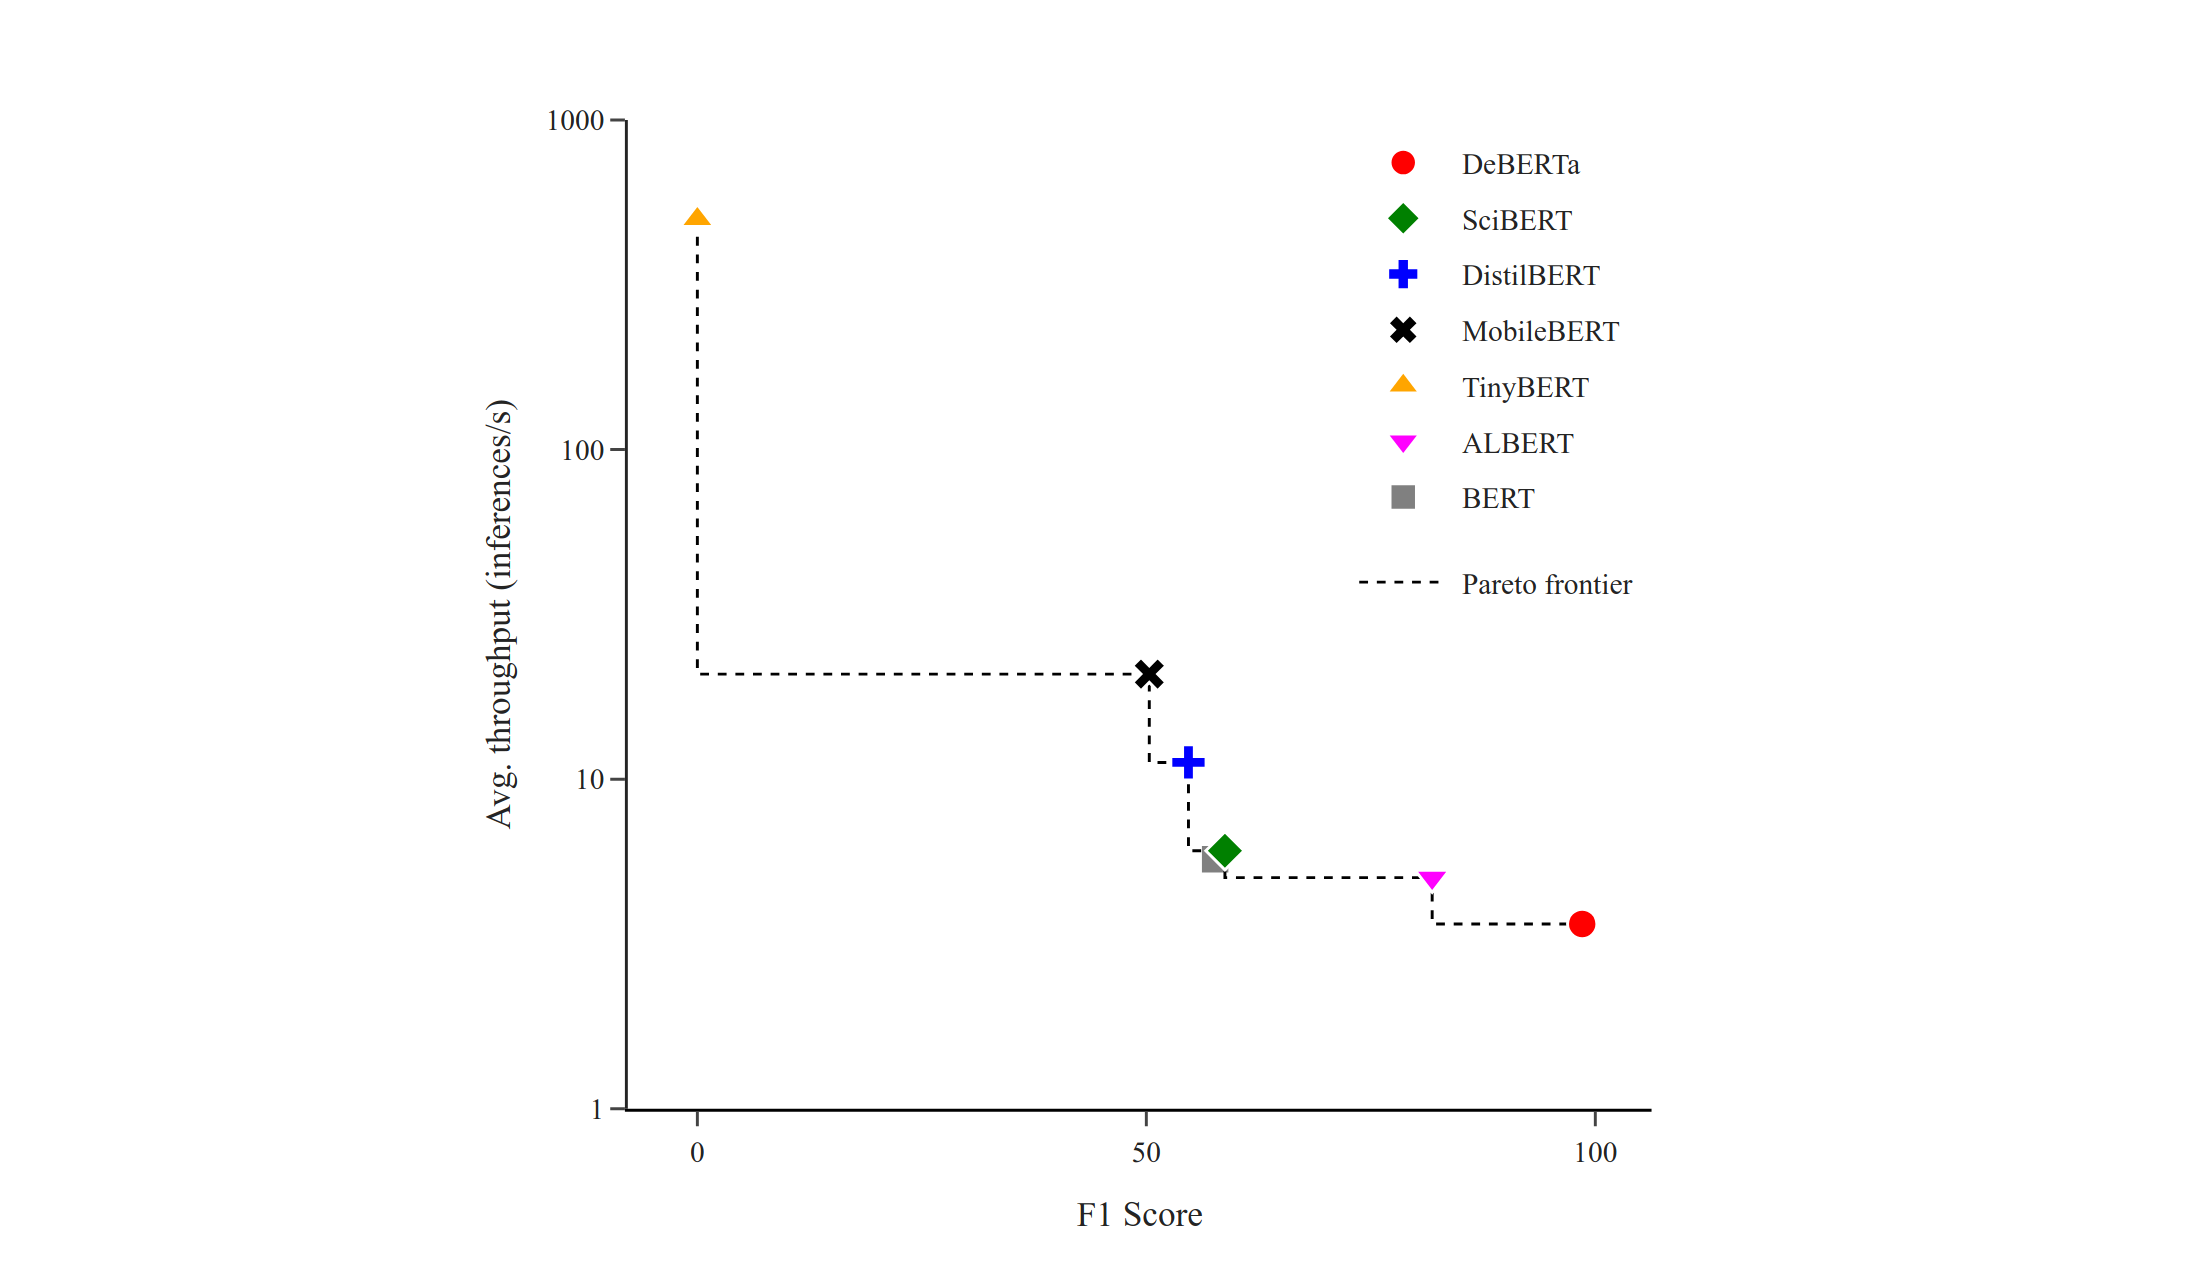 1000
100
10
1
Avg. throughput (inferences/s)
DeBERTa
SciBERT
DistilBERT
MobileBERT
TinyBERT
ALBERT
BERT
Pareto frontier
0 50 100
F1 Score